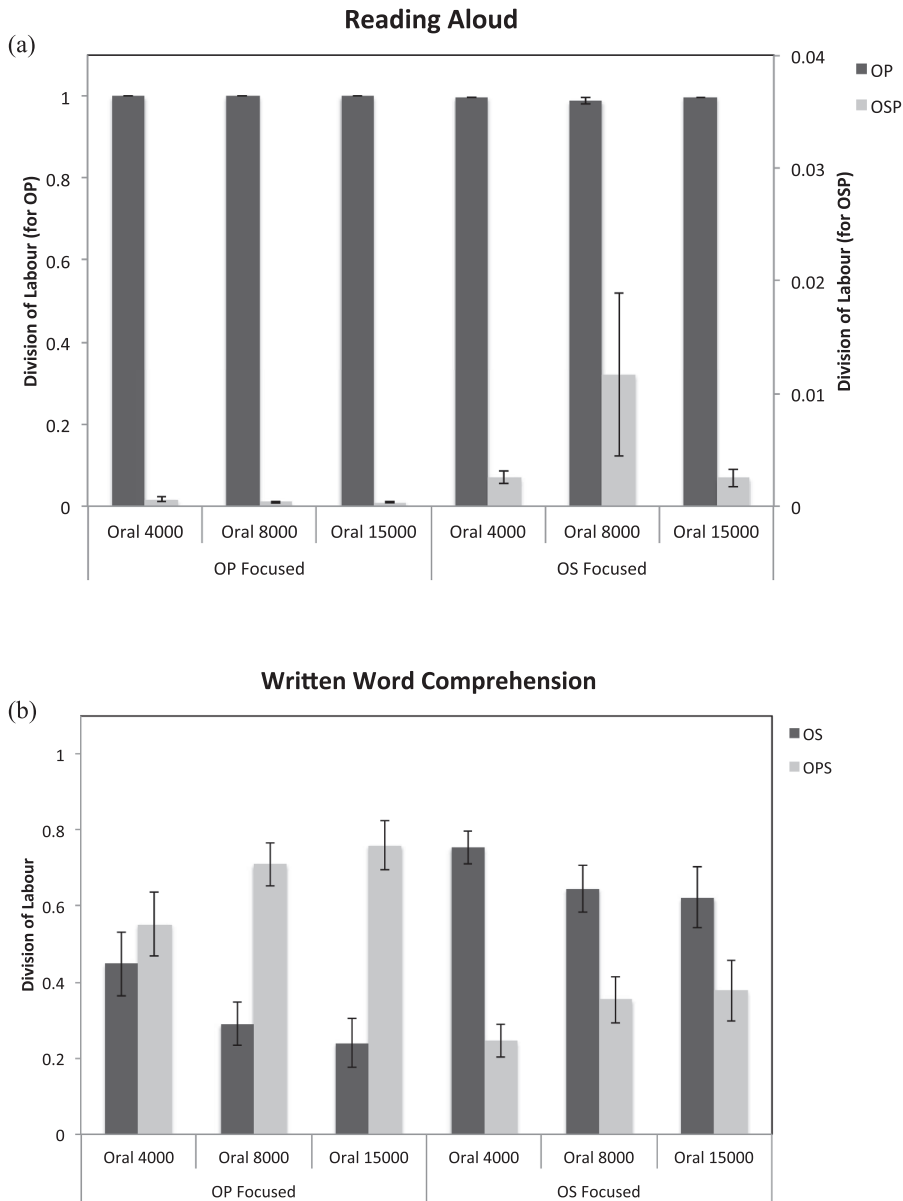 Reading Aloud
(a)
OP
OSP
Division of Labour (for OP)
1
0.8
0.6
0.4
0.2
0
Division of Labour (for OSP)
0.04
0.03
0.02
0.01
0
Oral 4000 Oral 8000 Oral 15000 Oral 4000 Oral 8000 Oral 15000
OP Focused OS Focused
Written Word Comprehension
(b)
OS
OPS
Division of Labour
1
0.8
0.6
0.4
0.2
0
Oral 4000 Oral 8000 Oral 15000 Oral 4000 Oral 8000 Oral 15000
OP Focused OS Focused